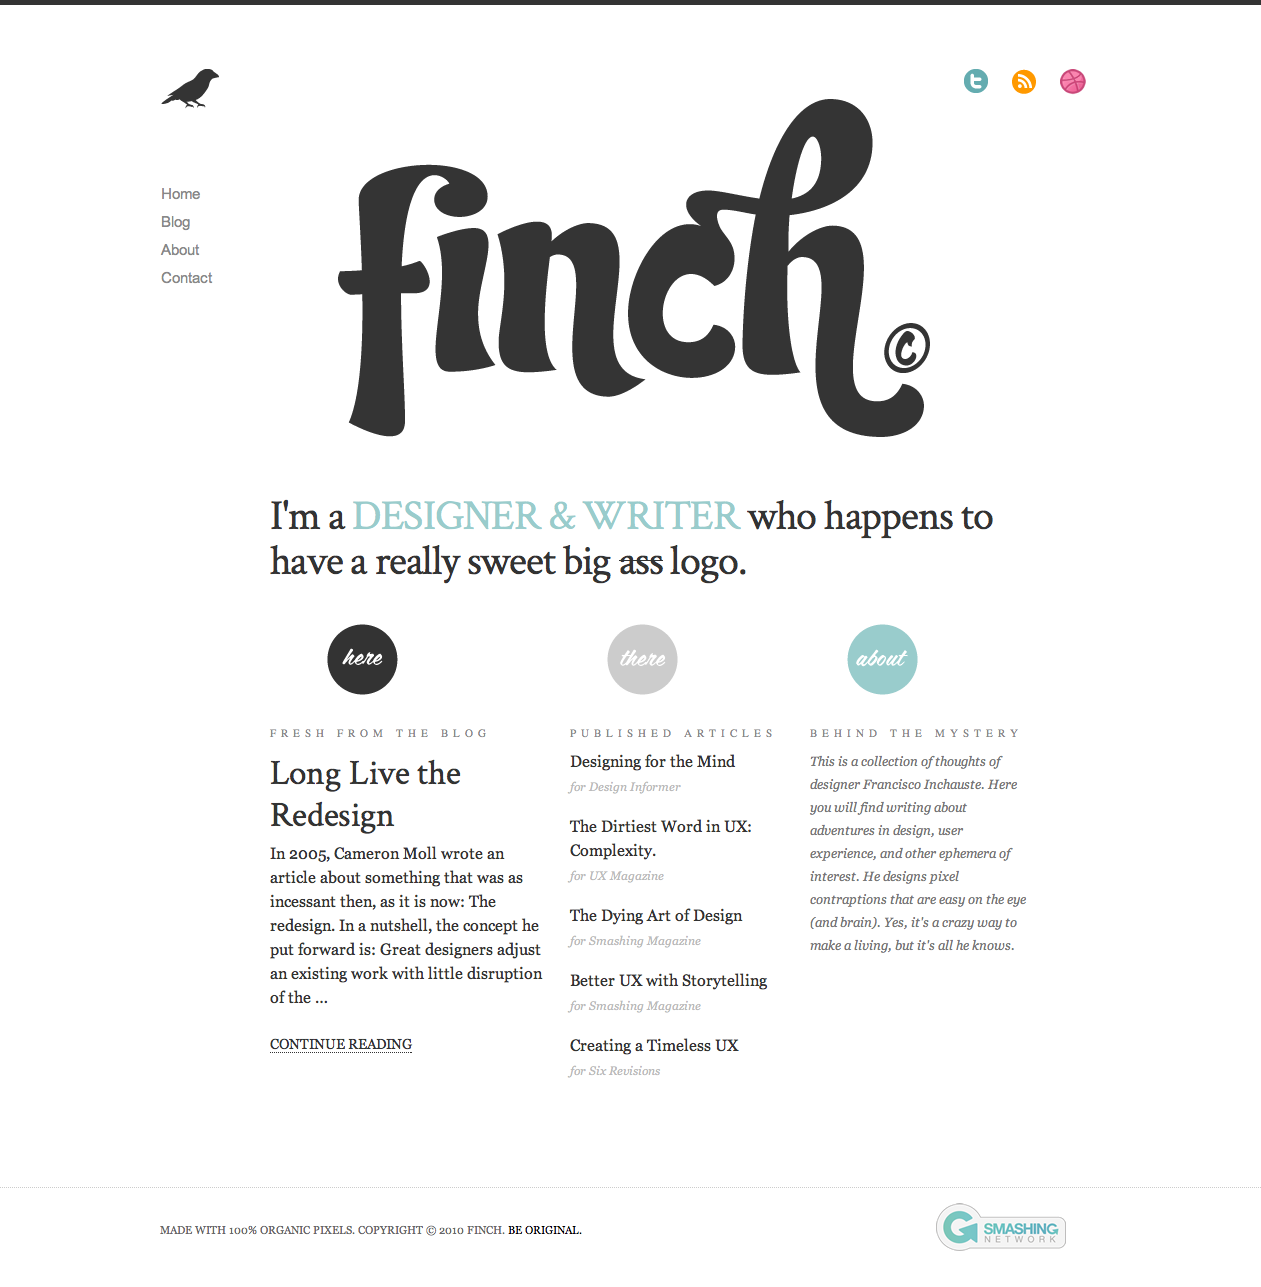 Home
Blog
About
Contact
finch ©
I'm a DESIGNER & WRITER who happens to
have a really sweet big ass logo.
here
there
about
FRESH FROM THE BLOG
Long Live the
Redesign
In 2005, Cameron Moll wrote an
article about something that was as
incessant then, as it is now: The
redesign. In a nutshell, the concept he
put forward is: Great designers adjust
an existing work with little disruption
of the ...
CONTINUE READING
PUBLISHED ARTICLES
Designing for the Mind
for Design Informer
The Dirtiest Word in UX:
Complexity.
for UX Magazine
The Dying Art of Design
for Smashing Magazine
Better UX with Storytelling
for Smashing Magazine
Creating a Timeless UX
for Six Revisions
BEHIND THE MYSTERY
This is a collection of thoughts of
designer Francisco Inchauste. Here
you will find writing about
adventures in design, user
experience, and other ephemera of
interest. He designs pixel
contraptions that are easy on the eye
(and brain). Yes, it's a crazy way to
make a living, but it's all he knows.
MADE WITH 100% ORGANIC PIXELS. COPYRIGHT © 2010 FINCH. BE ORIGINAL.
SMASHING
NETWORK